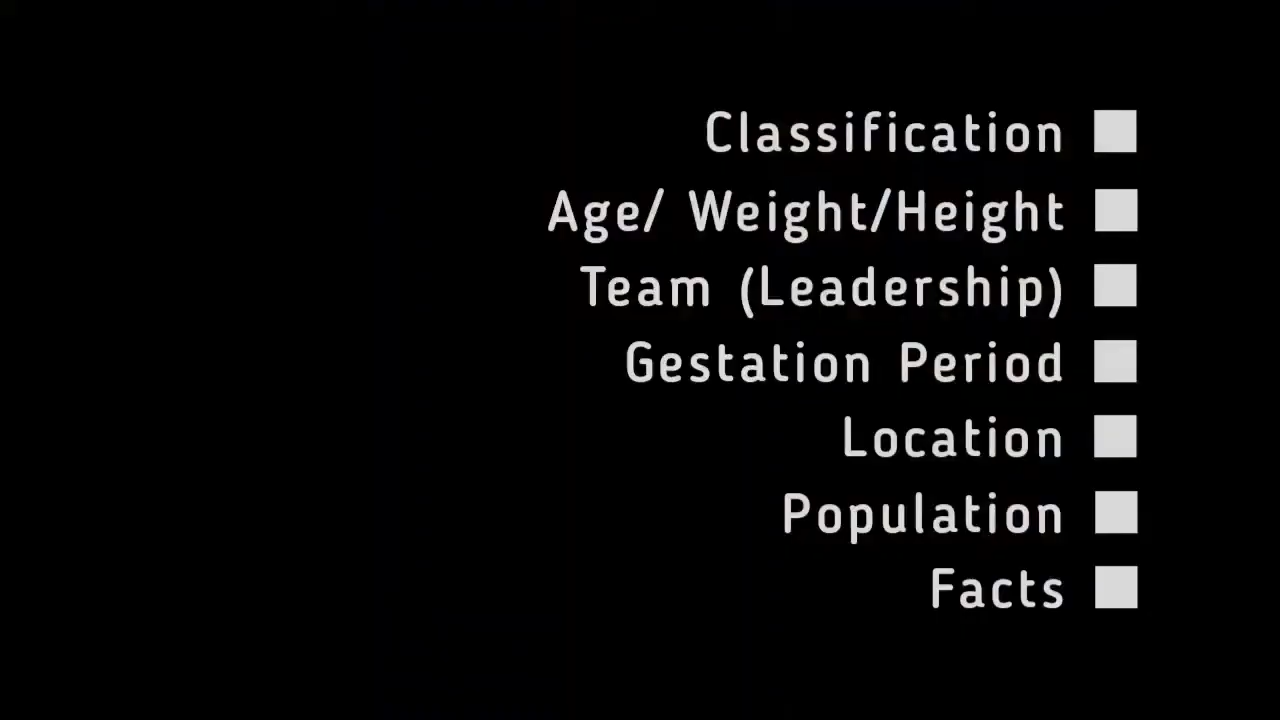 Classification
Age/ Weight/Height
Team (Leadership)
Gestation Period
Location
Population
Facts